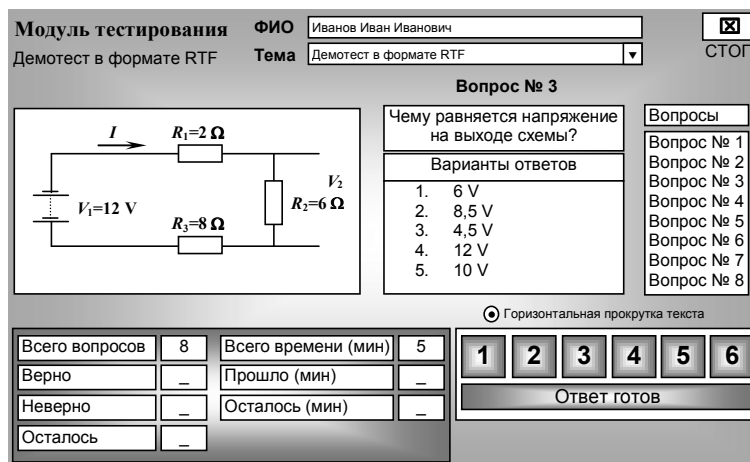 Модуль тестирования
Демотест в формате RTF
ФИО Иванов Иван Иванович
Тема Демотест в формате RTF
СТОП
Вопрос № 3
I
R1=2 Ω
V1=12 V
V2
R2=6 Ω
R3=8 Ω
Чему равняется напряжение
на выходе схемы?
Варианты ответов
1. 6 V
2. 8,5 V
3. 4,5 V
4. 12 V
5. 10 V
Вопросы
Вопрос № 1
Вопрос № 2
Вопрос № 3
Вопрос № 4
Вопрос № 5
Вопрос № 6
Вопрос № 7
Вопрос № 8
Горизонтальная прокрутка текста
Всего вопросов 8 Всего времени (мин) 5
Верно _ Прошло (мин) _
Неверно _ Осталось (мин) _
Осталось _
1 2 3 4 5 6
Ответ готов